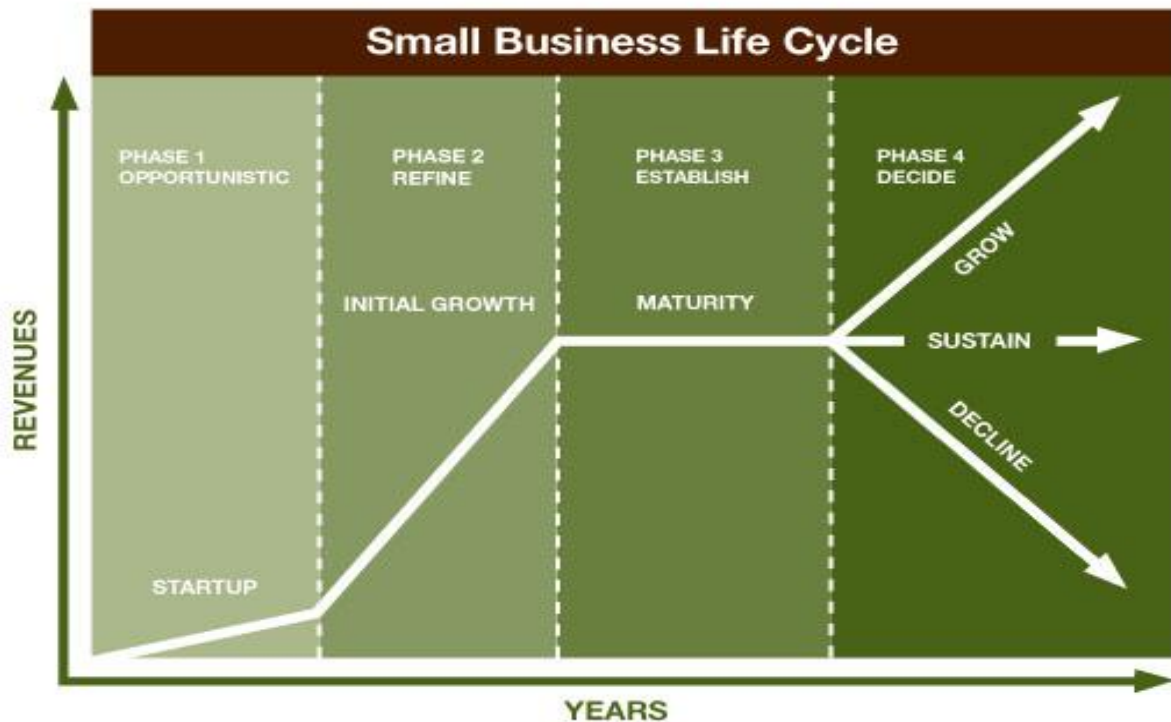 Small Business Life Cycle
PHASE 1
OPPORTUNISTIC
PHASE 2
REFINE
PHASE 3
ESTABLISH
PHASE 4
DECIDE
STARTUP
INITIAL GROWTH
MATURITY
GROW
SUSTAIN
DECLINE
REVENUES
YEARS